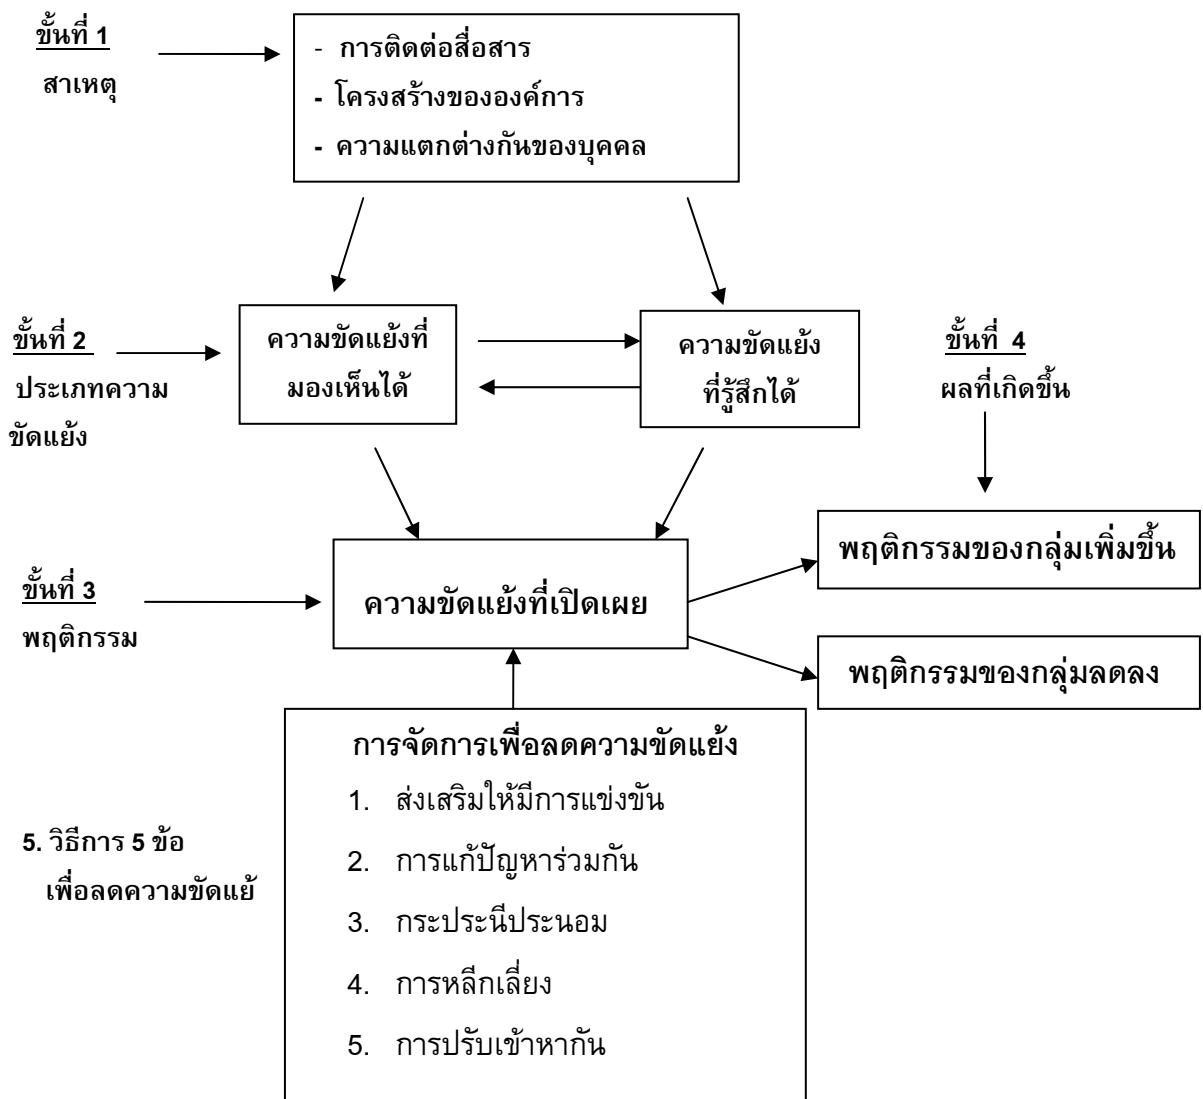 ขั้นที่ 1
สาเหตุ
- การติดต่อสื่อสาร
- โครงสร้างขององค์การ
- ความแตกต่างกันของบุคคล
ขั้นที่ 2
ประเภทความ
ขัดแย้ง
ความขัดแย้งที่
มองเห็นได้
ความขัดแย้ง
ที่รู้สึกได้
ขั้นที่ 4
ผลที่เกิดขึ้น
ขั้นที่ 3
พฤติกรรม
ความขัดแย้งที่เปิดเผย
พฤติกรรมของกลุ่มเพิ่มขึ้น
พฤติกรรมของกลุ่มลดลง
5. วิธีการ 5 ข้อ
เพื่อลดความขัดแย้
การจัดการเพื่อลดความขัดแย้ง
1. ส่งเสริมให้มีการแข่งขัน
2. การแก้ปัญหาร่วมกัน
3. กระประนีประนอม
4. การหลีกเลี่ยง
5. การปรับเข้าหากัน